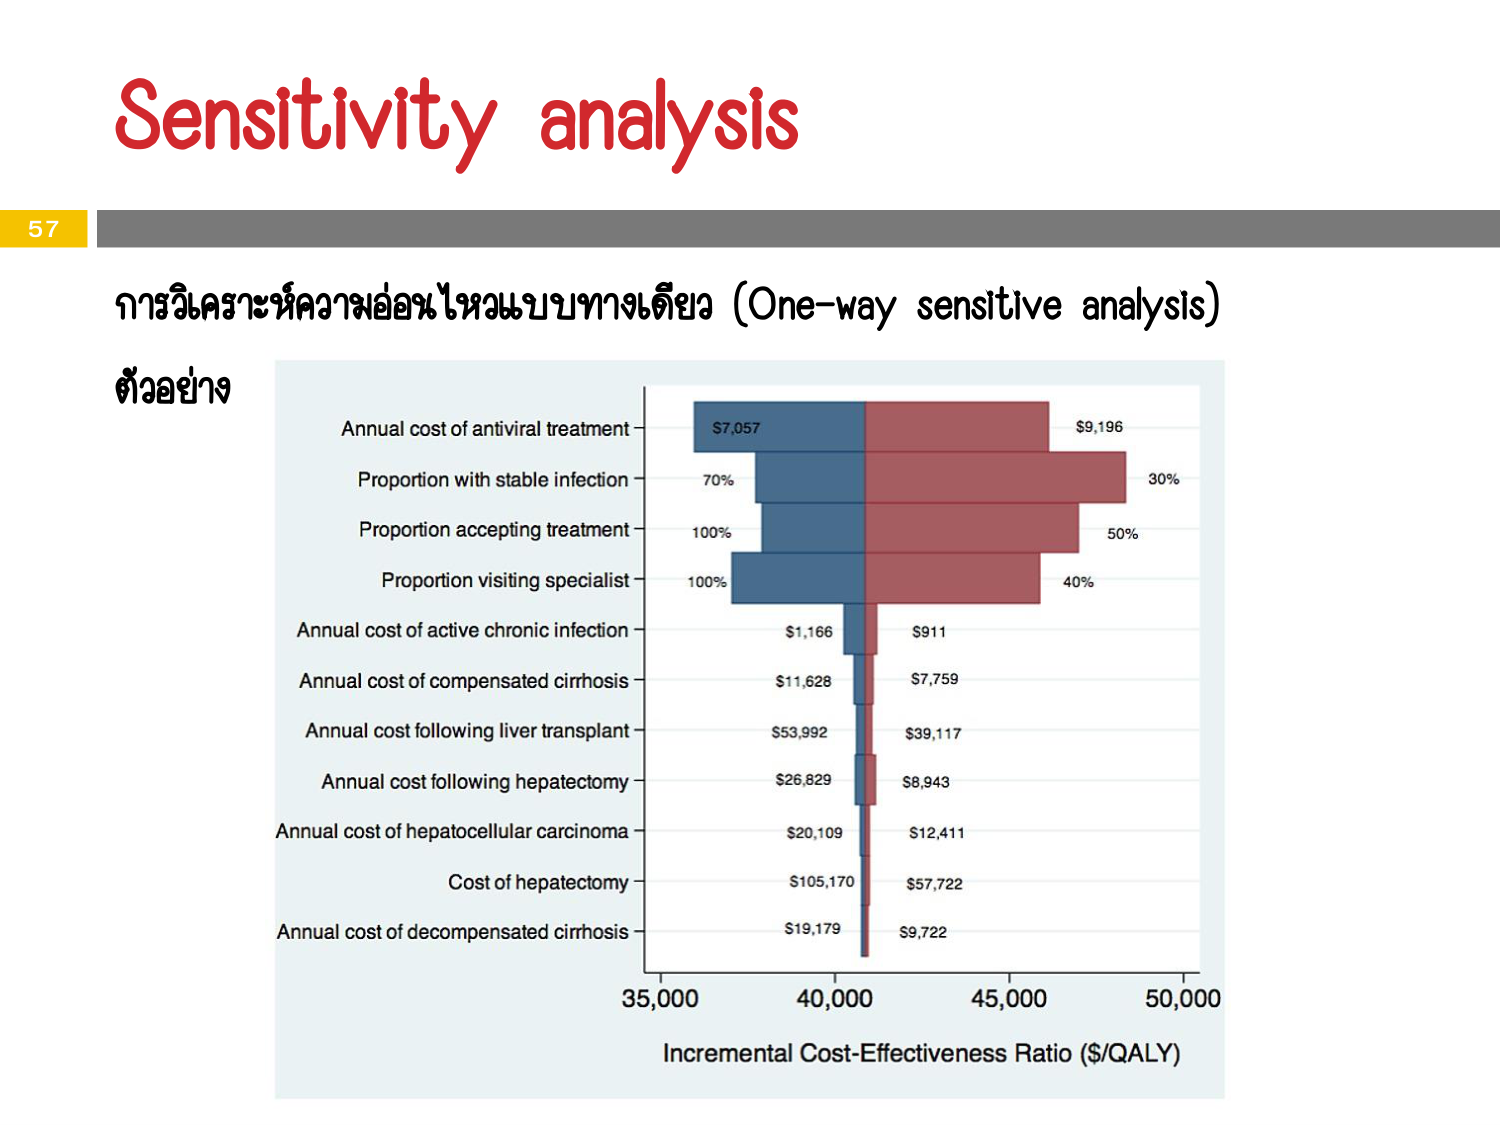 Sensitivity analysis
57
การวิเคราะห์ความอ่อนไหวแบบทางเดียว (One-way sensitive analysis)
ตัวอย่าง
Annual cost of antiviral treatment $7,057 $9,196
Proportion with stable infection 70% 30%
Proportion accepting treatment 100% 50%
Proportion visiting specialist 100% 40%
Annual cost of active chronic infection $1,166 $911
Annual cost of compensated cirrhosis $11,628 $7,759
Annual cost following liver transplant $53,992 $39,117
Annual cost following hepatectomy $26,829 $8,943
Annual cost of hepatocellular carcinoma $20,109 $12,411
Cost of hepatectomy $105,170 $57,722
Annual cost of decompensated cirrhosis $19,179 $9,722
35,000 40,000 45,000 50,000
Incremental Cost-Effectiveness Ratio ($/QALY)